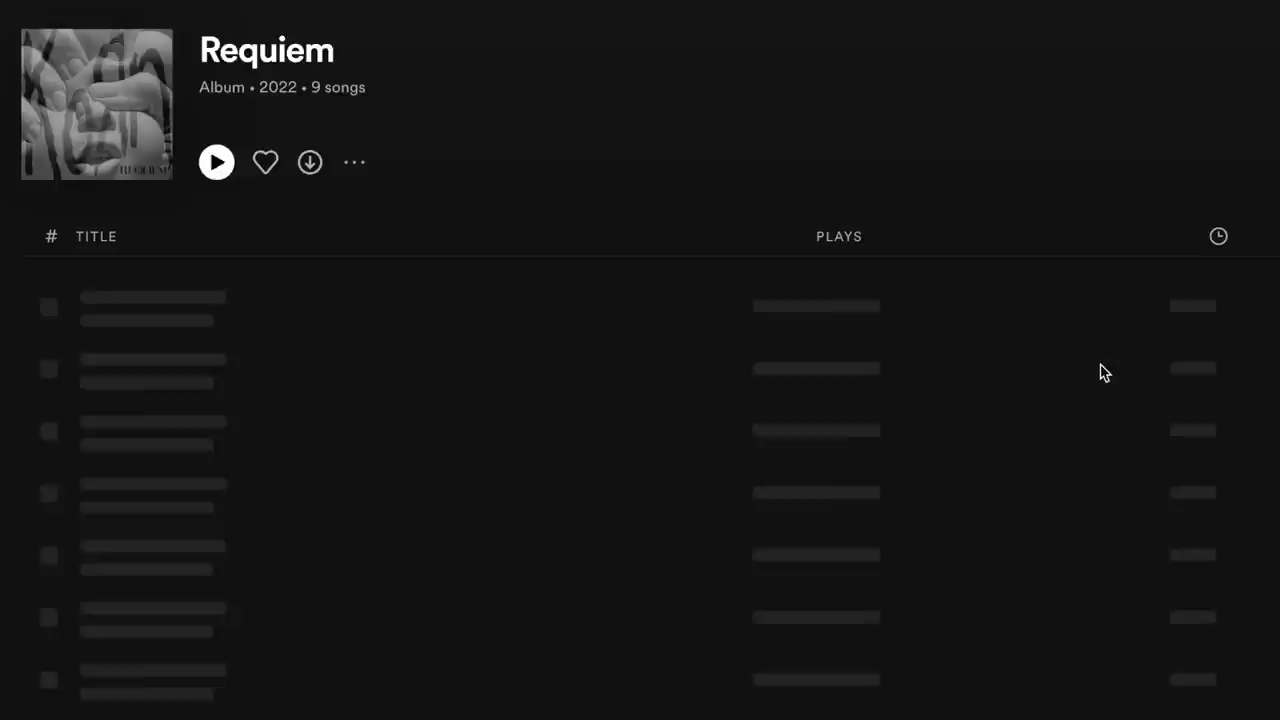 Requiem
Album • 2022 • 9 songs
# TITLE PLAYS